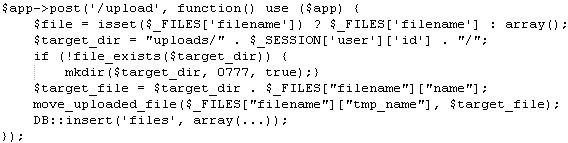 $app->post('/upload', function() use ($app) {
    $file = isset($_FILES['filename']) ? $_FILES['filename'] : array();
    $target_dir = "uploads/" . $_SESSION['user']['id'] . "/";
    if (!file_exists($target_dir)) {
        mkdir($target_dir, 0777, true);}
    $target_file = $target_dir . $_FILES["filename"]["name"];
    move_uploaded_file($_FILES["filename"]["tmp_name"], $target_file);
    DB::insert('files', array(...));
});